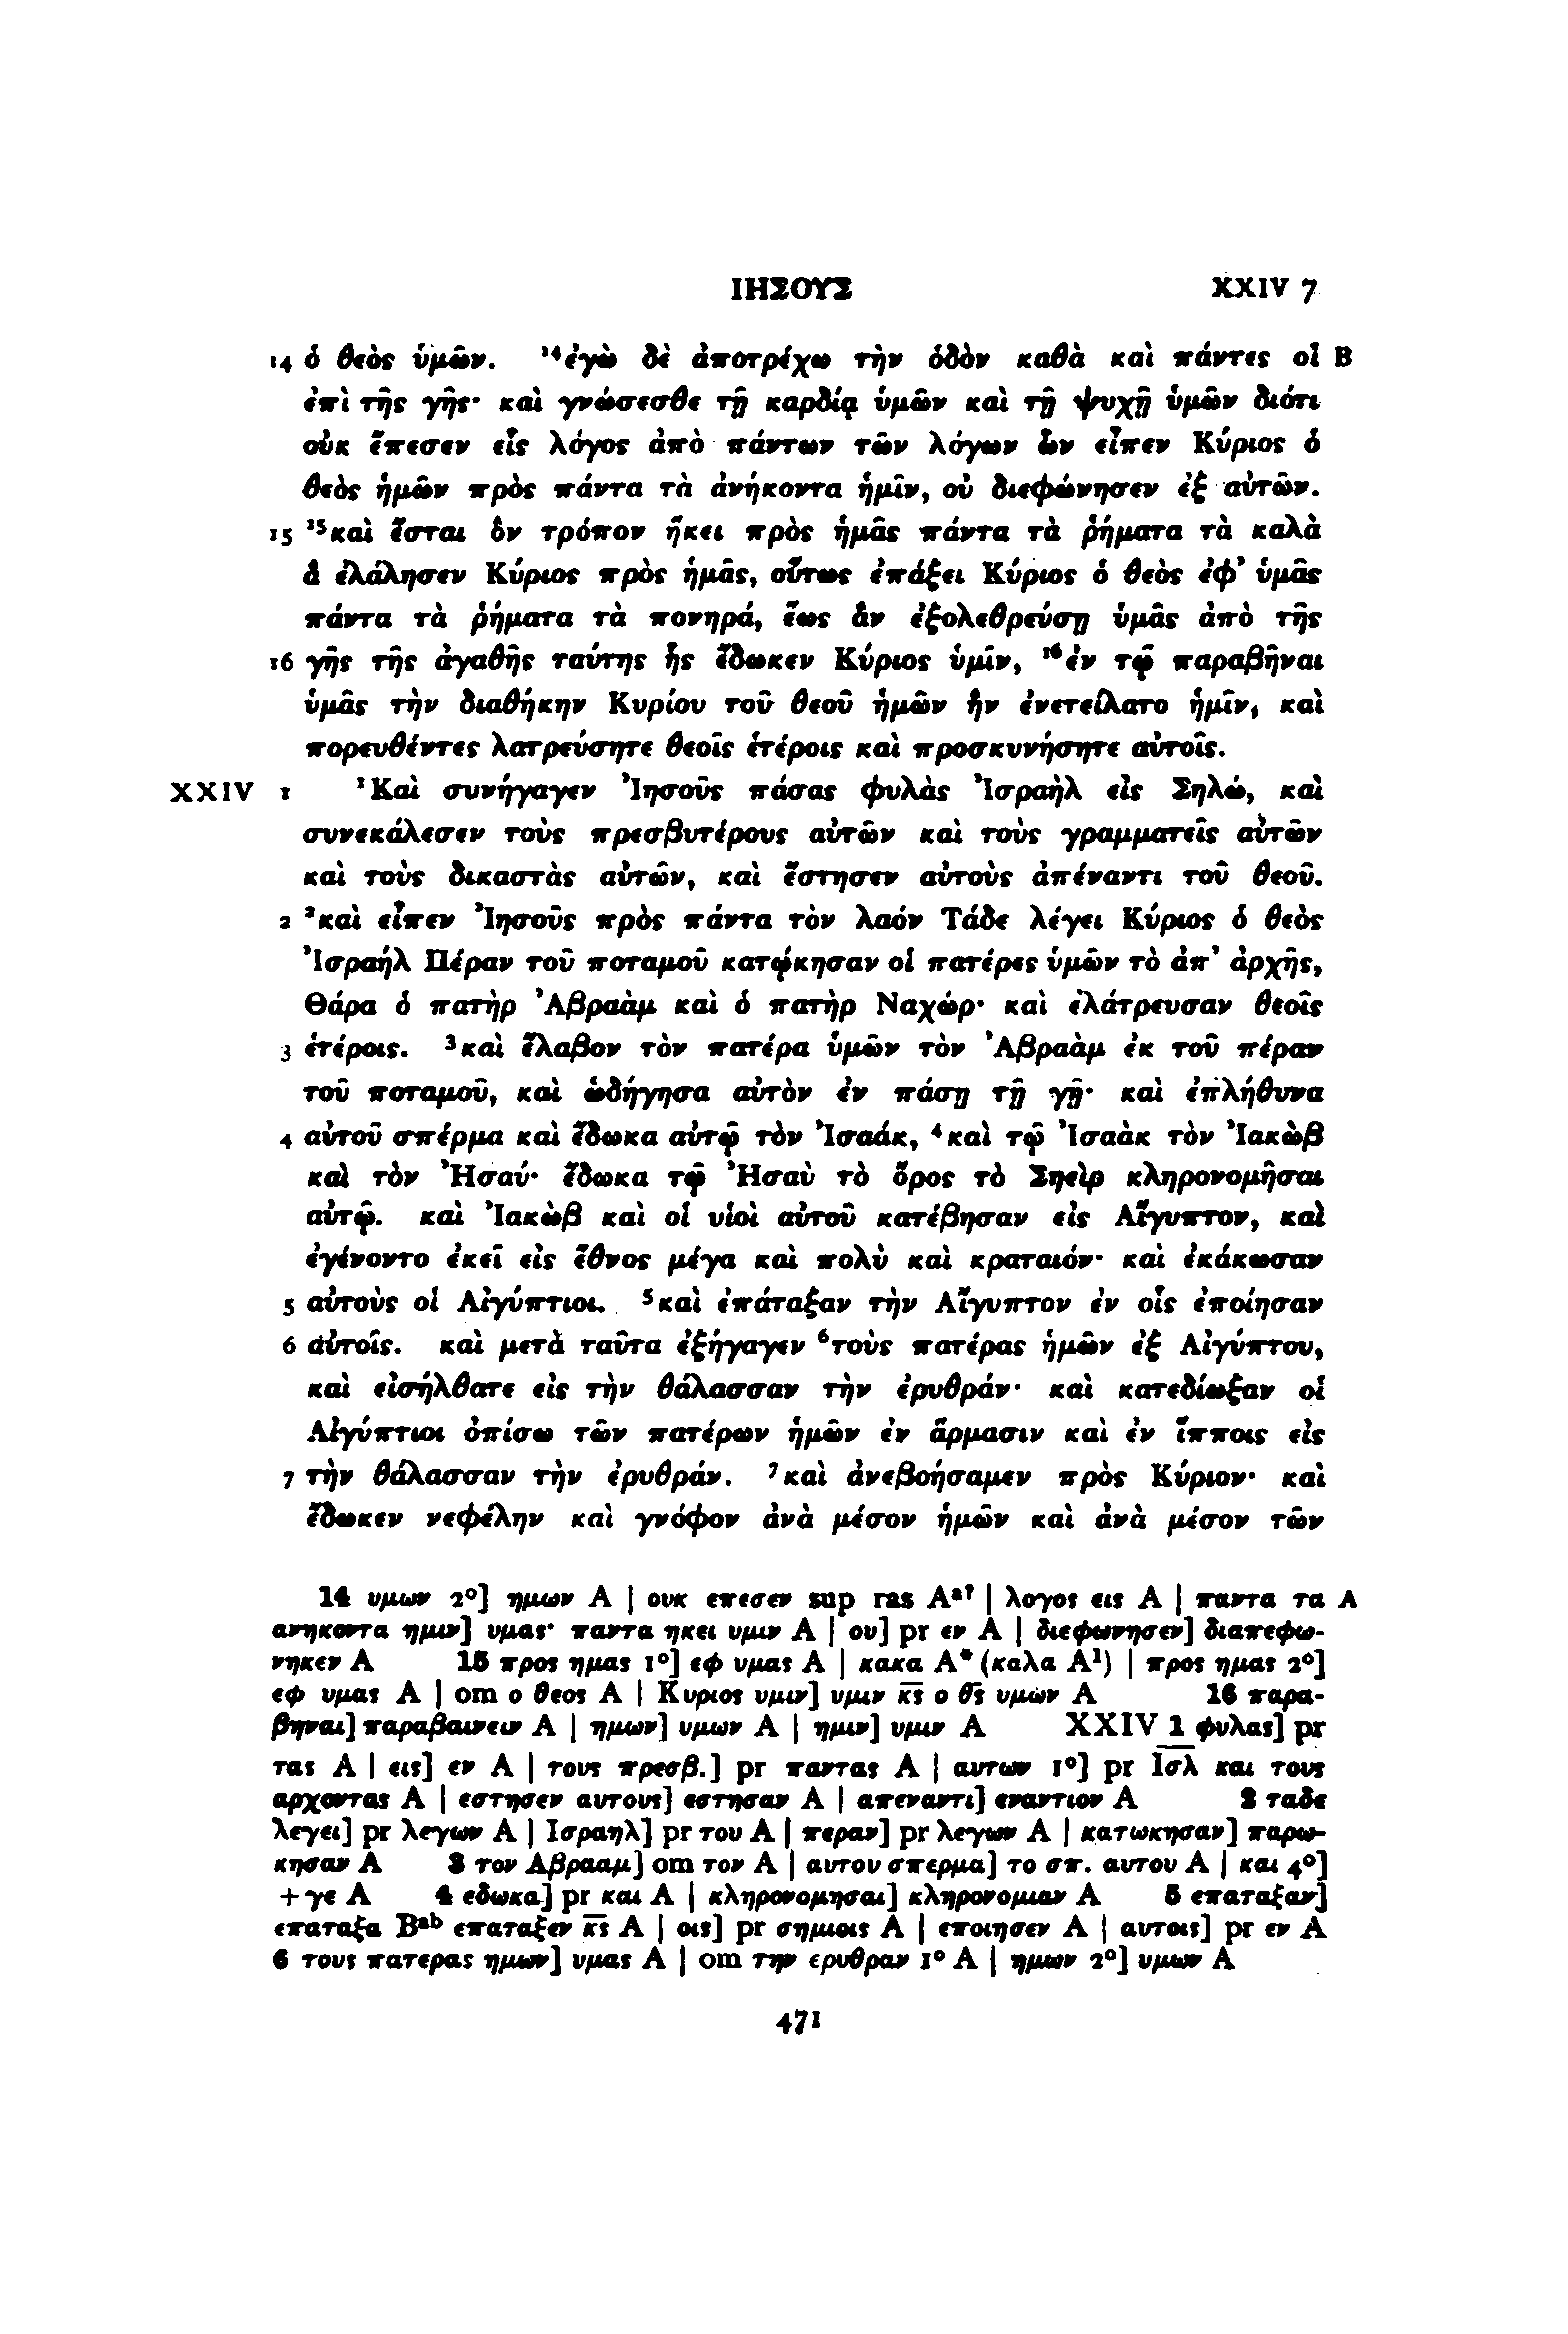 ΙΗΣΟΥΣ XXIV 7
14 ὁ θεὸς ὑμῶν. ¹⁴ἐγὼ δὲ ἀποτρέχω τὴν ὁδὸν καθὰ καὶ πάντες οἱ B
ἐπὶ τῆς γῆς· καὶ γνώσεσθε τῇ καρδίᾳ ὑμῶν καὶ τῇ ψυχῇ ὑμῶν διότι
οὐκ ἔπεσεν εἷς λόγος ἀπὸ πάντων τῶν λόγων ὧν εἶπεν Κύριος ὁ
θεὸς ἡμῶν πρὸς πάντα τὰ ἀνήκοντα ἡμῖν, οὐ διεφώνησεν ἐξ αὐτῶν.
15 ¹⁵καὶ ἔσται ὃν τρόπον ἥκει πρὸς ἡμᾶς πάντα τὰ ῥήματα τὰ καλὰ
ἃ ἐλάλησεν Κύριος πρὸς ἡμᾶς, οὕτως ἐπάξει Κύριος ὁ θεὸς ἐφ’ ὑμᾶς
πάντα τὰ ῥήματα τὰ πονηρά, ἕως ἂν ἐξολεθρεύσῃ ὑμᾶς ἀπὸ τῆς
16 γῆς τῆς ἀγαθῆς ταύτης ἧς ἔδωκεν Κύριος ὑμῖν, ¹⁶ἐν τῷ παραβῆναι
ὑμᾶς τὴν διαθήκην Κυρίου τοῦ θεοῦ ἡμῶν ἣν ἐνετείλατο ἡμῖν, καὶ
πορευθέντες λατρεύσητε θεοῖς ἑτέροις καὶ προσκυνήσητε αὐτοῖς.
XXIV 1 ¹Καὶ συνήγαγεν Ἰησοῦς πάσας φυλὰς Ἰσραὴλ εἰς Σηλώ, καὶ
συνεκάλεσεν τοὺς πρεσβυτέρους αὐτῶν καὶ τοὺς γραμματεῖς αὐτῶν
καὶ τοὺς δικαστὰς αὐτῶν, καὶ ἔστησεν αὐτοὺς ἀπέναντι τοῦ θεοῦ.
2 ²καὶ εἶπεν Ἰησοῦς πρὸς πάντα τὸν λαόν Τάδε λέγει Κύριος ὁ θεὸς
Ἰσραήλ Πέραν τοῦ ποταμοῦ κατῴκησαν οἱ πατέρες ὑμῶν τὸ ἀπ’ ἀρχῆς,
Θάρα ὁ πατὴρ Ἀβραὰμ καὶ ὁ πατὴρ Ναχώρ· καὶ ἐλάτρευσαν θεοῖς
3 ἑτέροις. ³καὶ ἔλαβον τὸν πατέρα ὑμῶν τὸν Ἀβραὰμ ἐκ τοῦ πέραν
τοῦ ποταμοῦ, καὶ ὡδήγησα αὐτὸν ἐν πάσῃ τῇ γῇ· καὶ ἐπλήθυνα
4 αὐτοῦ σπέρμα καὶ ἔδωκα αὐτῷ τὸν Ἰσαάκ, ⁴καὶ τῷ Ἰσαὰκ τὸν Ἰακὼβ
καὶ τὸν Ἠσαύ· ἔδωκα τῷ Ἠσαὺ τὸ ὄρος τὸ Σηεὶρ κληρονομῆσαι
αὐτῷ. καὶ Ἰακὼβ καὶ οἱ υἱοὶ αὐτοῦ κατέβησαν εἰς Αἴγυπτον, καὶ
ἐγένοντο ἐκεῖ εἰς ἔθνος μέγα καὶ πολὺ καὶ κραταιόν· καὶ ἐκάκωσαν
5 αὐτοὺς οἱ Αἰγύπτιοι. ⁵καὶ ἐπάταξαν τὴν Αἴγυπτον ἐν οἷς ἐποίησαν
6 αὐτοῖς. καὶ μετὰ ταῦτα ἐξήγαγεν ⁶τοὺς πατέρας ἡμῶν ἐξ Αἰγύπτου,
καὶ εἰσήλθατε εἰς τὴν θάλασσαν τὴν ἐρυθράν· καὶ κατεδίωξαν οἱ
Αἰγύπτιοι ὀπίσω τῶν πατέρων ἡμῶν ἐν ἅρμασιν καὶ ἐν ἵπποις εἰς
7 τὴν θάλασσαν τὴν ἐρυθράν. ⁷καὶ ἀνεβοήσαμεν πρὸς Κύριον· καὶ
ἔδωκεν νεφέλην καὶ γνόφον ἀνὰ μέσον ἡμῶν καὶ ἀνὰ μέσον τῶν
14 υμων 2º] ημων A | ουκ επεσεν sup ras Aᵃ? | λογος εις A | παντα τα A
ανηκοντα ημιν] υμας· παντα ηκει υμιν A | ου] pr εν A | διεφωνησεν] διαπεφω-
νηκεν A 15 προς ημας 1º] εφ υμας A | κακα A* (καλα A¹) | προς ημας 2º]
εφ υμας A | om ο θεος A | Κυριος υμιν] υμιν κ̅ς̅ ο θ̅ς̅ υμων A 16 παρα-
βηναι] παραβαινειν A | ημων] υμων A | ημιν] υμιν A XXIV 1 φυλας] pr
τας A | εις] εν A | τους πρεσβ.] pr παντας A | αυτων 1º] pr Ι̅σ̅λ̅ και τους
αρχοντας A | εστησεν αυτους] εστησαν A | απεναντι] εναντιον A 2 ταδε
λεγει] pr λεγων A | Ισραηλ] pr του A | περαν] pr λεγων A | κατωκησαν] παρω-
κησαν A 3 τον Αβρααμ] om τον A | αυτου σπερμα] το σπ. αυτου A | και 4º]
+γε A 4 εδωκα] pr και A | κληρονομησαι] κληρονομιαν A 5 επαταξαν]
επαταξα Bᵃᵇ επαταξεν κ̅ς̅ A | οις] pr σημιοις A | εποιησεν A | αυτοις] pr εν A
6 τους πατερας ημων] υμας A | om την ερυθραν 1º A | ημων 2º] υμων A
471